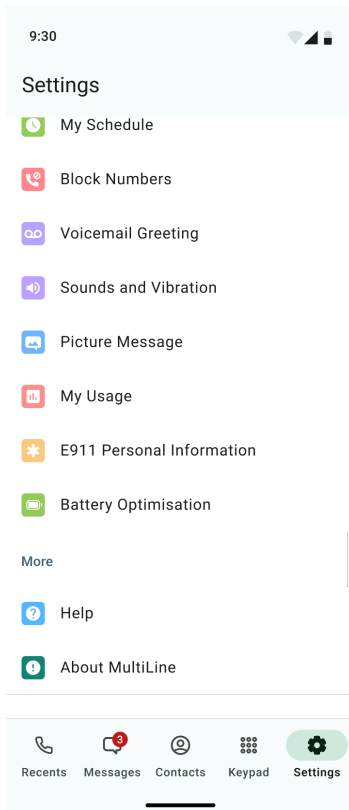 9:30
Settings
My Schedule
Block Numbers
Voicemail Greeting
Sounds and Vibration
Picture Message
My Usage
E911 Personal Information
Battery Optimisation
More
Help
About MultiLine
3
Recents Messages Contacts Keypad Settings